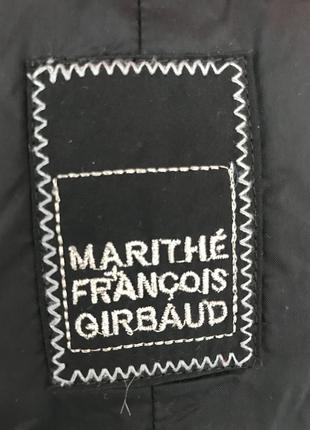 MARITHÉ
+
FRANÇOIS
GIRBAUD